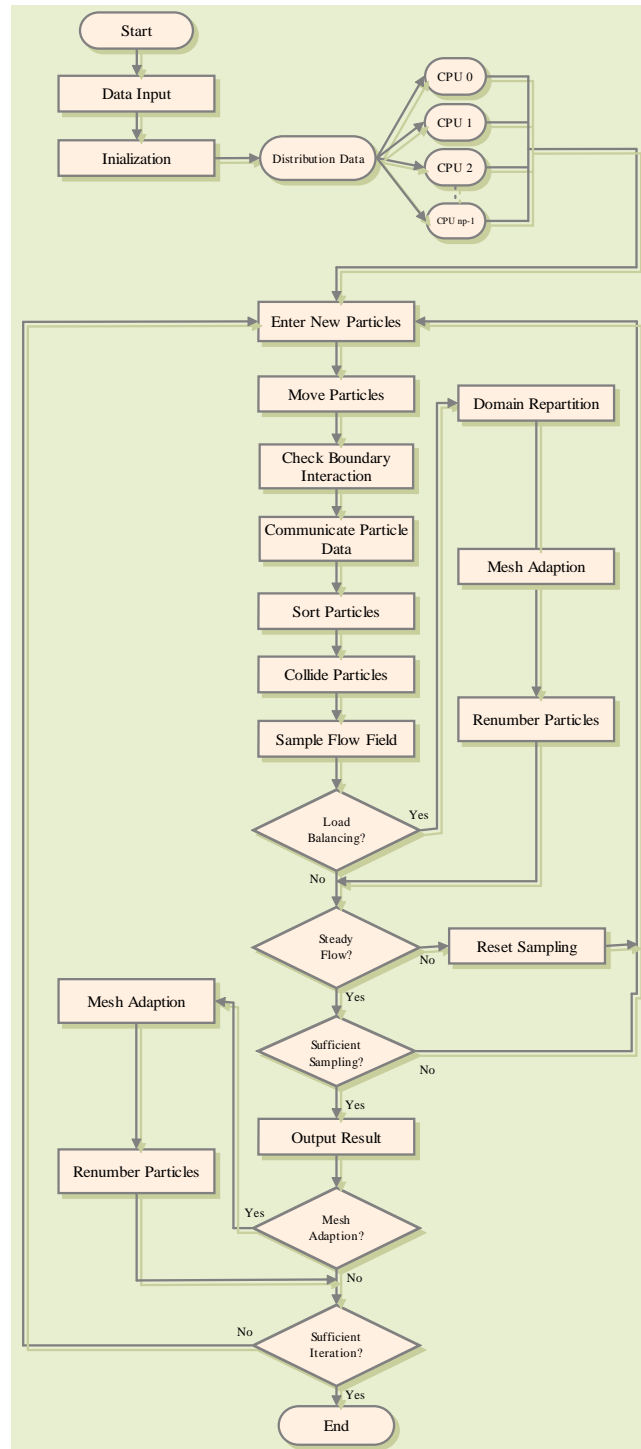 Start
Data Input
Inialization
Distribution Data
CPU 0
CPU 1
CPU 2
CPU np-1
Enter New Particles
Move Particles
Check Boundary
Interaction
Communicate Particle
Data
Sort Particles
Collide Particles
Sample Flow Field
Load
Balancing?
Yes
No
Domain Repartition
Mesh Adaption
Renumber Particles
Steady
Flow?
No
Yes
Reset Sampling
Sufficient
Sampling?
No
Yes
Output Result
Mesh
Adaption?
Yes
No
Mesh Adaption
Renumber Particles
Sufficient
Iteration?
No
Yes
End